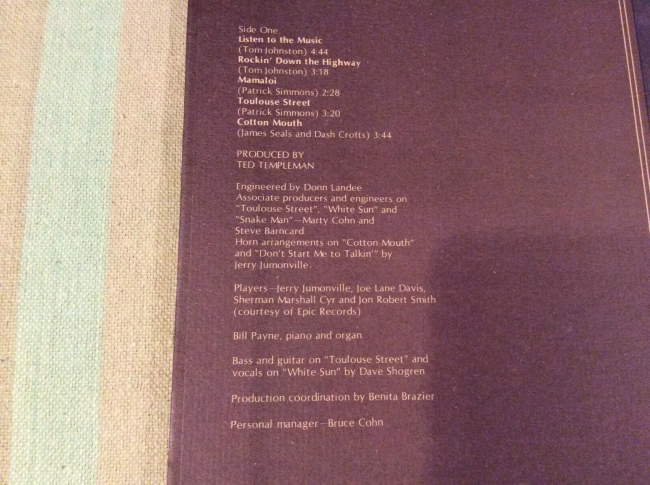 Side One
Listen to the Music
(Tom Johnston) 4:44
Rockin' Down the Highway
(Tom Johnston) 3:18
Mamaloi
(Patrick Simmons) 2:28
Toulouse Street
(Patrick Simmons) 3:20
Cotton Mouth
(James Seals and Dash Crofts) 3:44
PRODUCED BY
TED TEMPLEMAN
Engineered by Donn Landee
Associate producers and engineers on
"Toulouse Street", "White Sun" and
"Snake Man"—Marty Cohn and
Steve Barncard
Horn arrangements on "Cotton Mouth"
and "Don't Start Me to Talkin'" by
Jerry Jumonville
Players—Jerry Jumonville, Joe Lane Davis,
Sherman Marshall Cyr and Jon Robert Smith
(courtesy of Epic Records)
Bill Payne, piano and organ
Bass and guitar on "Toulouse Street" and
vocals on "White Sun" by Dave Shogren
Production coordination by Benita Brazier
Personal manager—Bruce Cohn